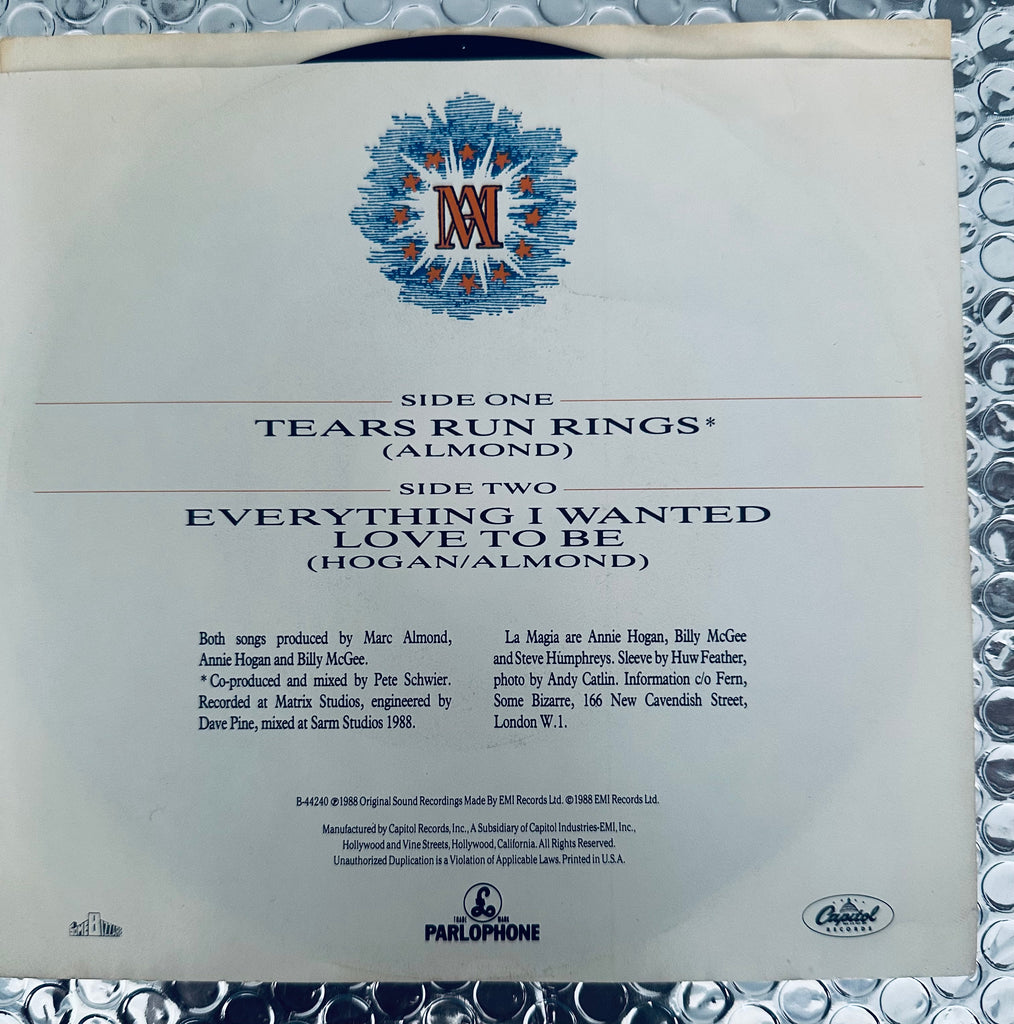 MA
SIDE ONE
TEARS RUN RINGS*
(ALMOND)
SIDE TWO
EVERYTHING I WANTED
LOVE TO BE
(HOGAN/ALMOND)
Both songs produced by Marc Almond,
Annie Hogan and Billy McGee.
* Co-produced and mixed by Pete Schwier.
Recorded at Matrix Studios, engineered by
Dave Pine, mixed at Sarm Studios 1988.
La Magia are Annie Hogan, Billy McGee
and Steve Humphreys. Sleeve by Huw Feather,
photo by Andy Catlin. Information c/o Fern,
Some Bizarre, 166 New Cavendish Street,
London W.1.
B-44240 ℗1988 Original Sound Recordings Made By EMI Records Ltd. ©1988 EMI Records Ltd.
Manufactured by Capitol Records, Inc., A Subsidiary of Capitol Industries-EMI, Inc.,
Hollywood and Vine Streets, Hollywood, California. All Rights Reserved.
Unauthorized Duplication is a Violation of Applicable Laws. Printed in U.S.A.
£
TRADE MARK
PARLOPHONE
Capitol
RECORDS